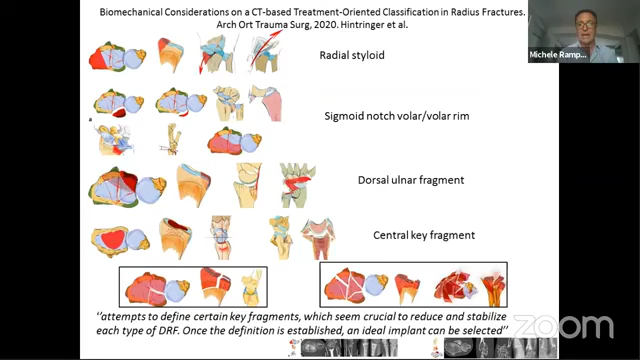 Biomechanical Considerations on a CT-based Treatment-Oriented Classification in Radius Fractures.
Arch Ort Trauma Surg, 2020. Hintringer et al.
Michele Ramp...
Radial styloid
Sigmoid notch volar/volar rim
a
Dorsal ulnar fragment
Central key fragment
''attempts to define certain key fragments, which seem crucial to reduce and stabilize
each type of DRF. Once the definition is established, an ideal implant can be selected''
zoom